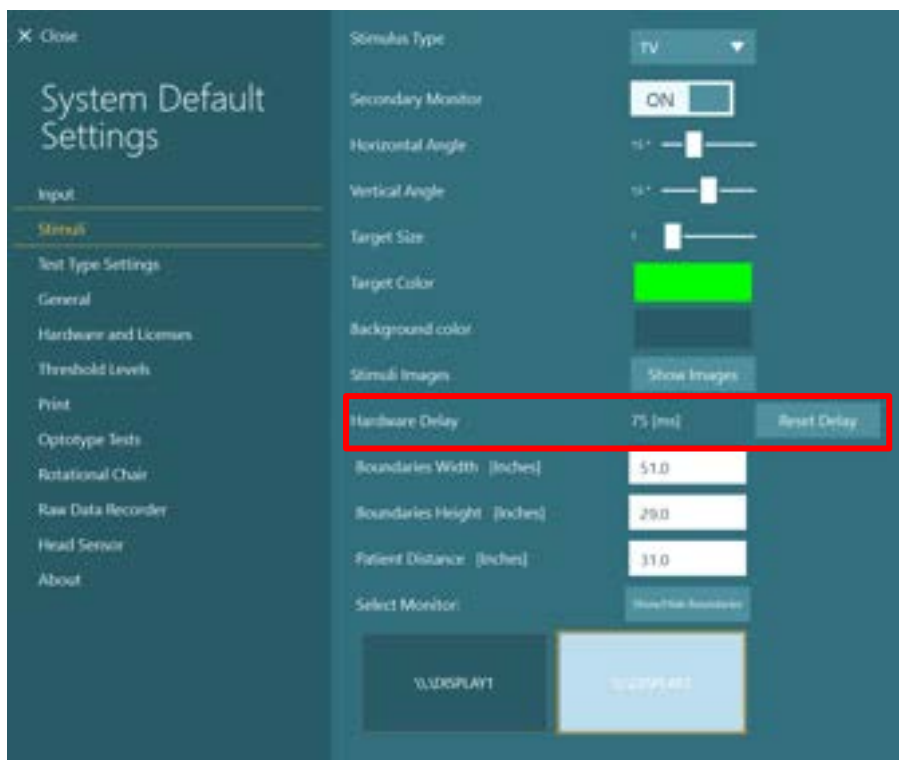 Close
System Default
Settings
Input
Stimuli
Test Type Settings
General
Hardware and Licenses
Threshold Levels
Print
Optotype Tests
Rotational Chair
Raw Data Recorder
Head Sensor
About
Stimulus Type
TV
Secondary Monitor
ON
Horizontal Angle
Vertical Angle
Target Size
Target Color
Background color
Stimuli Images
Show Images
Hardware Delay
75 [ms]
Reset Delay
Boundaries Width [Inches]
51.0
Boundaries Height [Inches]
29.0
Patient Distance [Inches]
31.0
Select Monitor:
Show/Hide Boundaries
\\.\DISPLAY1